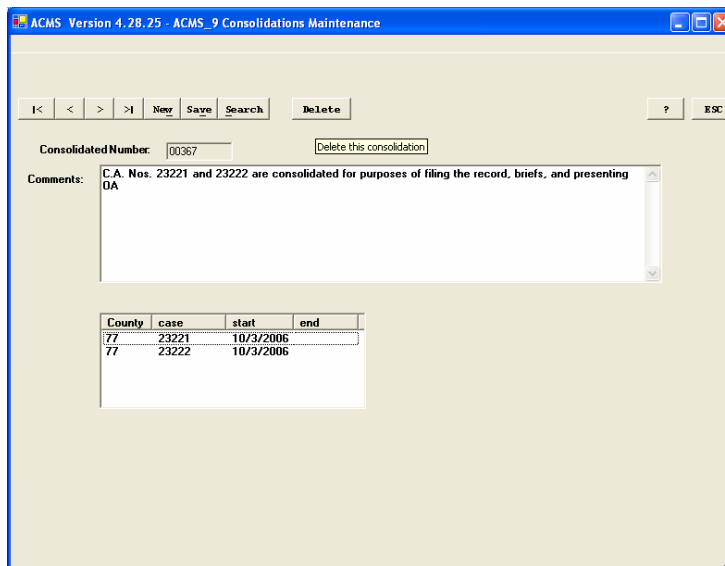 ACMS Version 4.28.25 - ACMS_9 Consolidations Maintenance
|< < > >| New Save Search Delete ? ESC
Consolidated Number: 00367
Delete this consolidation
Comments: C.A. Nos. 23221 and 23222 are consolidated for purposes of filing the record, briefs, and presenting
OA
County case start end
77 23221 10/3/2006
77 23222 10/3/2006